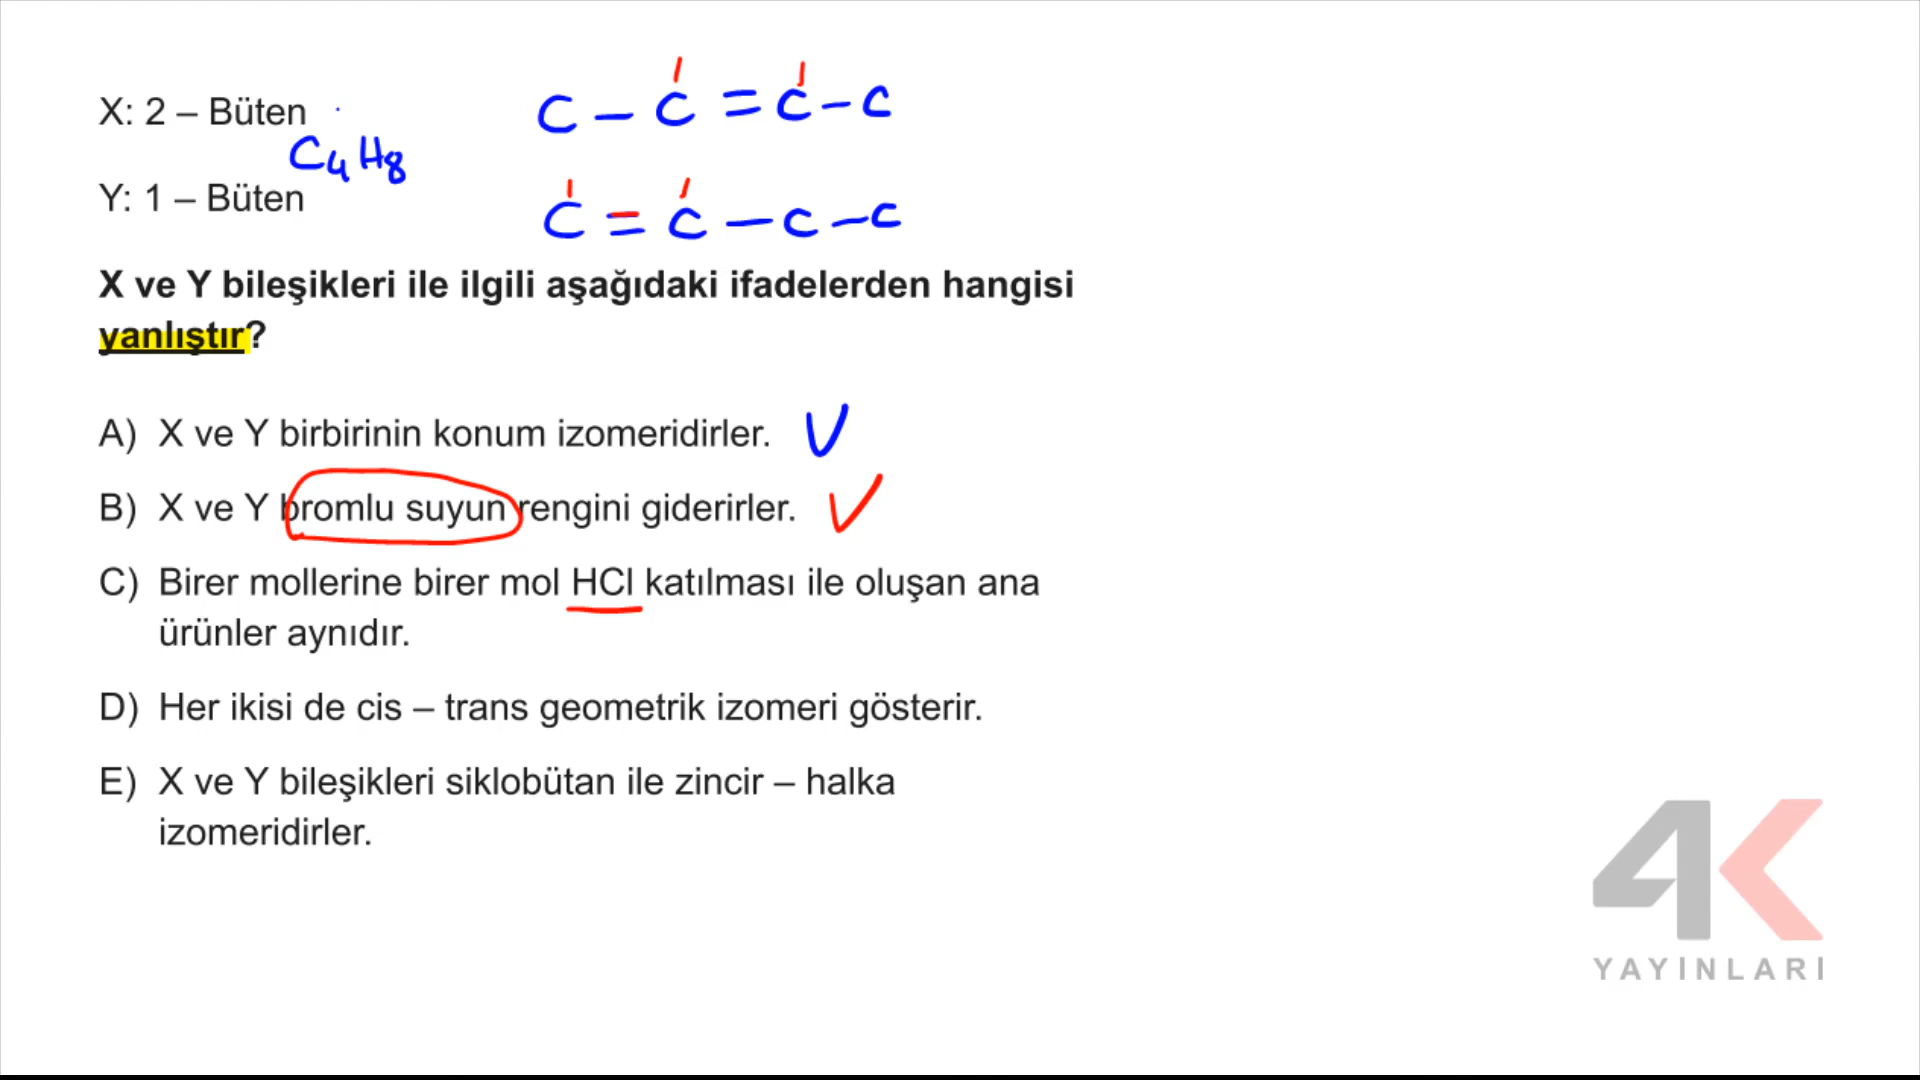 X: 2 – Büten
C – C = C – C
C₄H₈
Y: 1 – Büten
C = C – C – C
X ve Y bileşikleri ile ilgili aşağıdaki ifadelerden hangisi
yanlıştır?
A) X ve Y birbirinin konum izomeridirler.
B) X ve Y bromlu suyun rengini giderirler.
C) Birer mollerine birer mol HCl katılması ile oluşan ana
ürünler aynıdır.
D) Her ikisi de cis – trans geometrik izomeri gösterir.
E) X ve Y bileşikleri siklobütan ile zincir – halka
izomeridirler.
4K
YAYINLARI